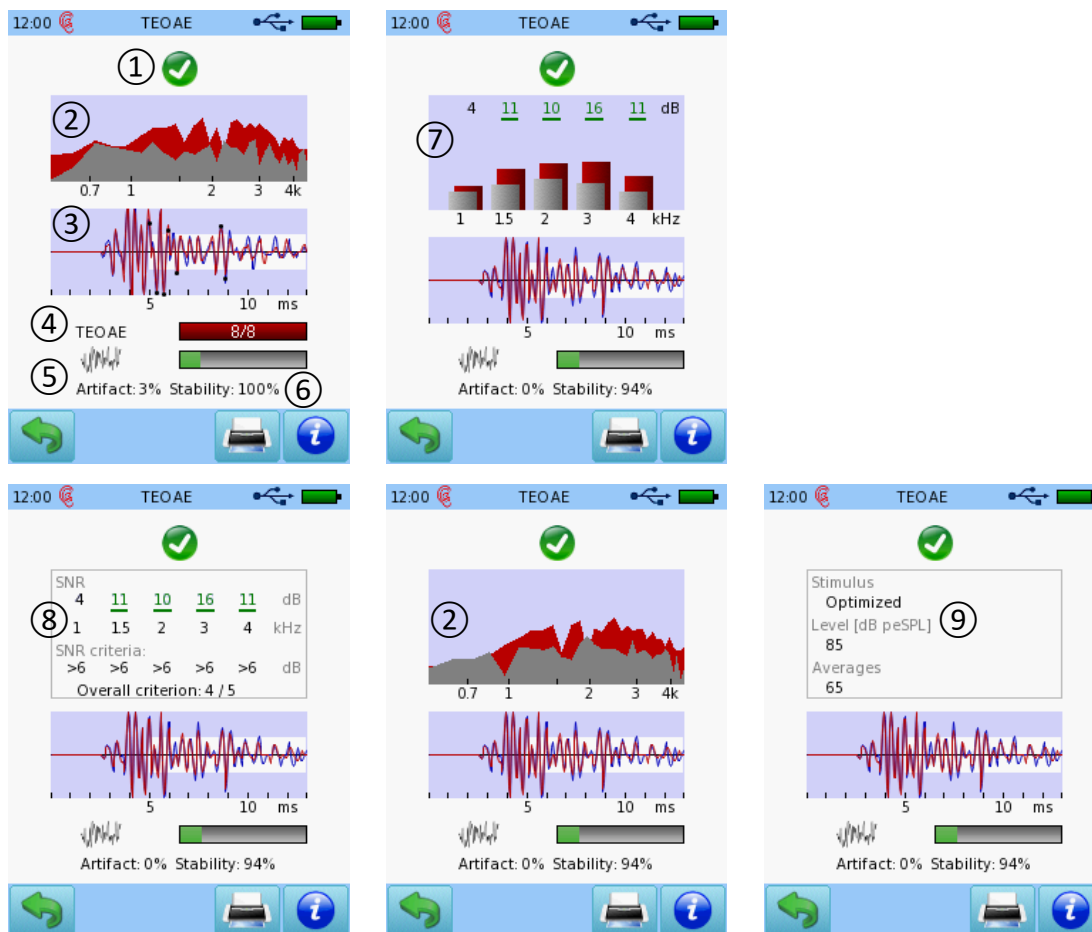 12:00 TEOAE
①
②
0.7 1 2 3 4k
③
5 10 ms
④ TEOAE 8/8
⑤
Artifact: 3% Stability: 100% ⑥
i
12:00 TEOAE
4 11 10 16 11 dB
⑦
1 1.5 2 3 4 kHz
5 10 ms
Artifact: 0% Stability: 94%
i
12:00 TEOAE
SNR
4 11 10 16 11 dB
⑧
1 1.5 2 3 4 kHz
SNR criteria:
>6 >6 >6 >6 >6 dB
Overall criterion: 4 / 5
5 10 ms
Artifact: 0% Stability: 94%
i
12:00 TEOAE
②
0.7 1 2 3 4k
5 10 ms
Artifact: 0% Stability: 94%
i
12:00 TEOAE
Stimulus
Optimized
Level [dB peSPL] ⑨
85
Averages
65
5 10 ms
Artifact: 0% Stability: 94%
i